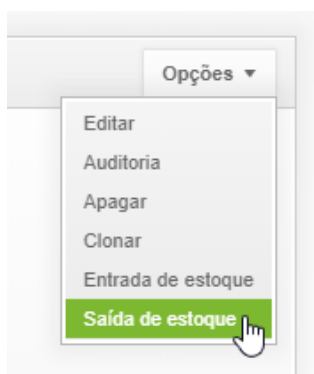 Opções ▼
Editar
Auditoria
Apagar
Clonar
Entrada de estoque
Saída de estoque